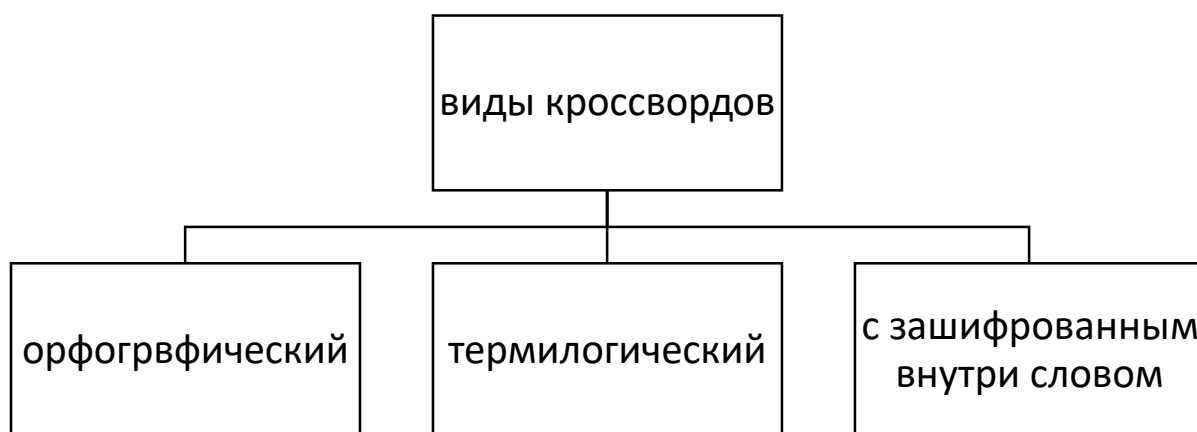 виды кроссвордов
орфогрвфический
термилогический
с зашифрованным
внутри словом